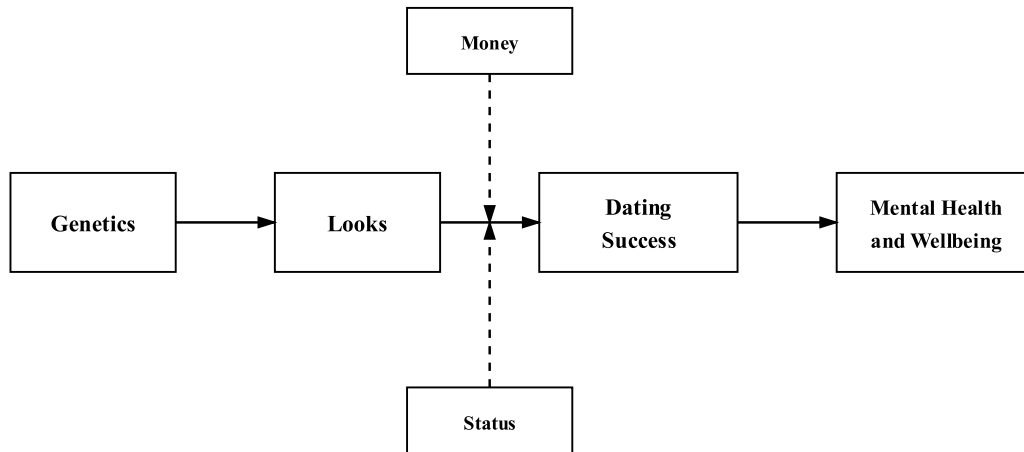 Money
Genetics
Looks
Dating
Success
Mental Health
and Wellbeing
Status